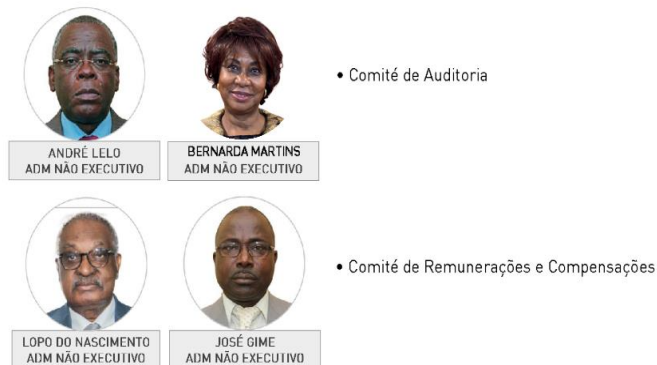 • Comité de Auditoria
ANDRÉ LELO
ADM NÃO EXECUTIVO
BERNARDA MARTINS
ADM NÃO EXECUTIVO
• Comité de Remunerações e Compensações
LOPO DO NASCIMENTO
ADM NÃO EXECUTIVO
JOSÉ GIME
ADM NÃO EXECUTIVO